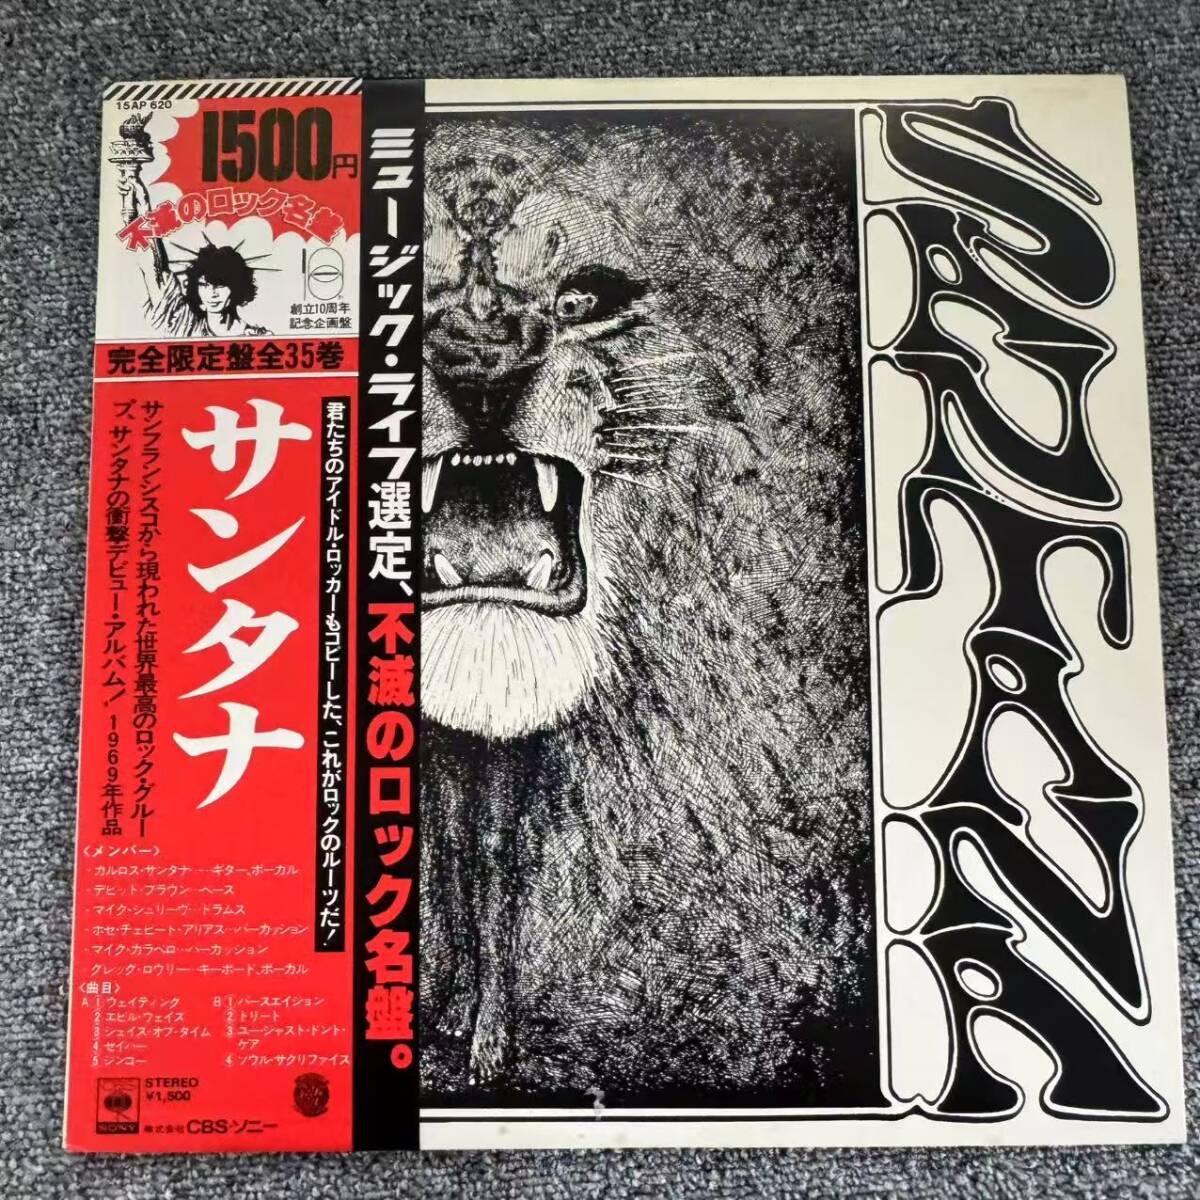 15AP 620
1500円
不滅のロック名盤
10
創立10周年
記念企画盤
完全限定盤全35巻
ミュージック・ライフ選定、不滅のロック名盤。
君たちのアイドル・ロッカーもコピーした、これがロックのルーツだ!
サンタナ
サンフランシスコから現われた世界最高のロック・グルー
プ、サンタナの衝撃デビュー・アルバム! 1969年作品
〈メンバー〉
・カルロス・サンタナ…ギター、ボーカル
・デビッド・ブラウン…ベース
・マイク・シュリーヴ…ドラムス
・ホセ・チェピート・アリアス…パーカッション
・マイク・カラベロ…パーカッション
・グレッグ・ロウリー…キーボード、ボーカル
〈曲目〉
A ①ウェイティング
2 エビル・ウェイズ
3 シェイズ・オブ・タイム
4 セイバー
5 ジンゴー
B ①パースエイション
2 トリート
3 ユー・ジャスト・ドント・
ケア
4 ソウル・サクリファイス
SONY
STEREO
¥1,500
株式会社 CBS・ソニー
SANTANA